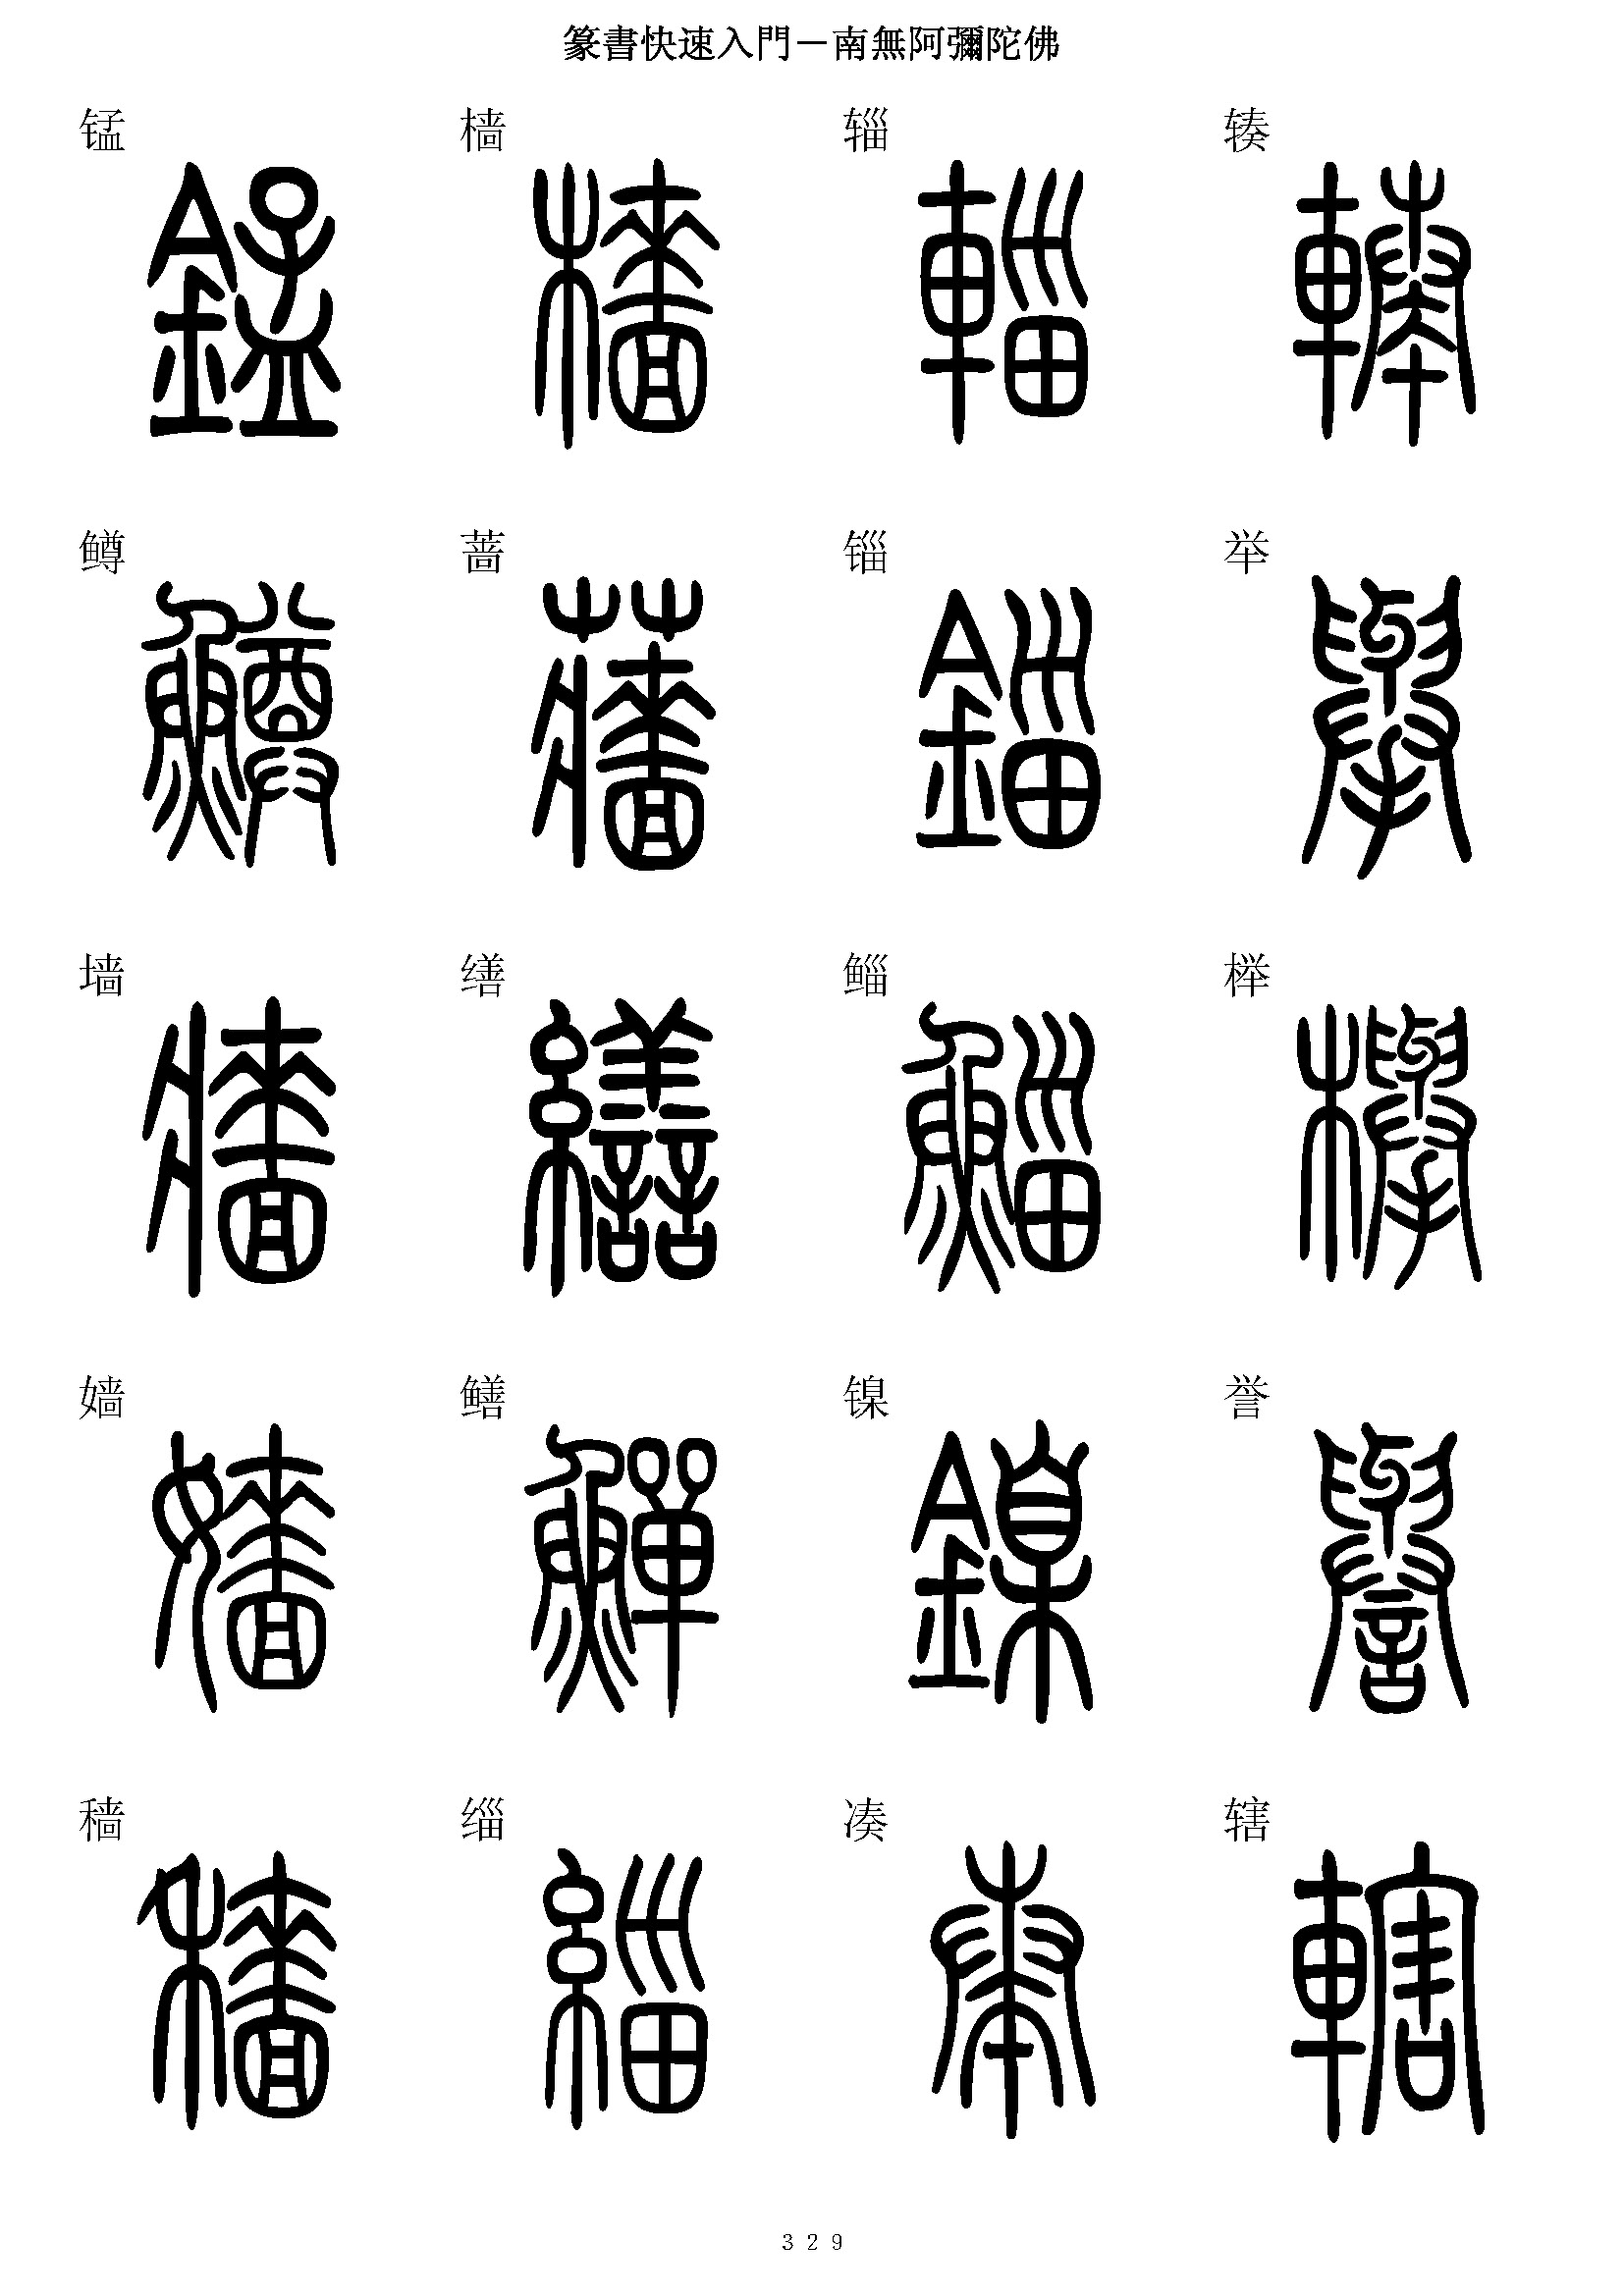 篆書快速入門－南無阿彌陀佛
锰 樯 辎 辏
鳟 蔷 锱 举
墙 缮 鲻 榉
嫱 鳝 镍 誉
穑 缁 凑 辖
329